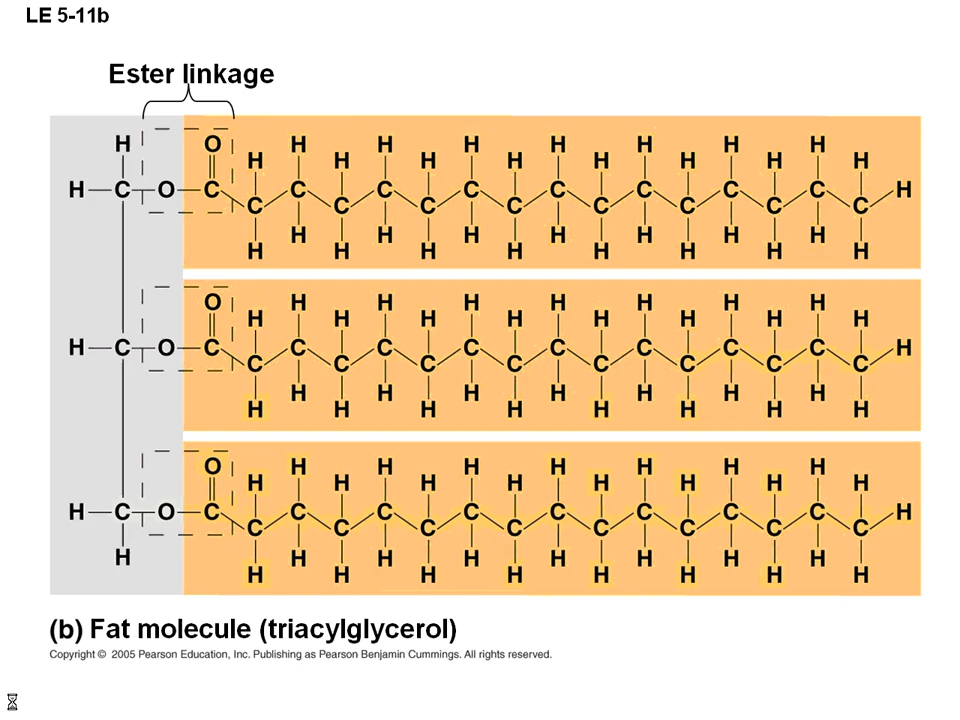 LE 5-11b
Ester linkage
H O H H H H H H H
H H H H H H H H
H C O C C C C C C C C H
C C C C C C C C
H H H H H H H
H H H H H H H H
O H H H H H H H
H H H H H H H H
H C O C C C C C C C C H
C C C C C C C C
H H H H H H H
H H H H H H H H
O H H H H H H H
H H H H H H H H
H C O C C C C C C C C H
C C C C C C C C
H H H H H H H H
H H H H H H H H
(b) Fat molecule (triacylglycerol)
Copyright © 2005 Pearson Education, Inc. Publishing as Pearson Benjamin Cummings. All rights reserved.